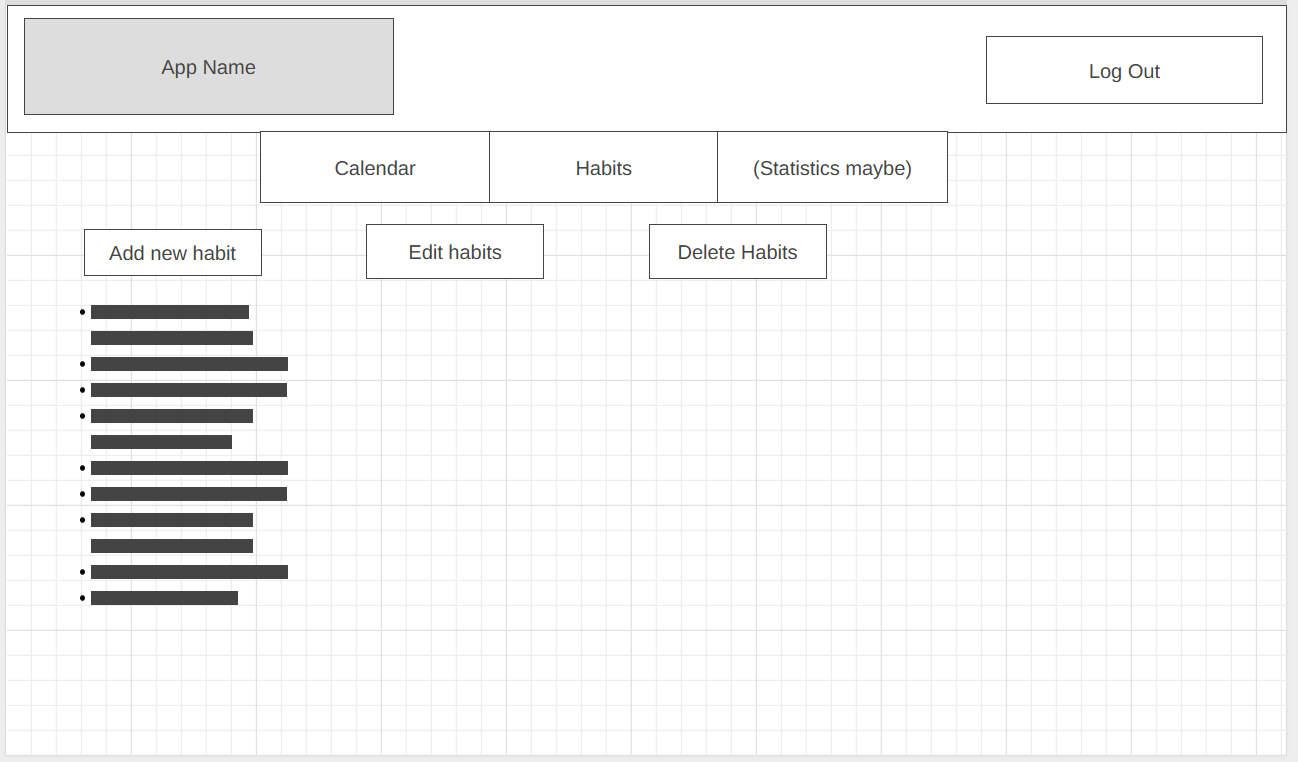 App Name
Log Out
Calendar
Habits
(Statistics maybe)
Add new habit
Edit habits
Delete Habits